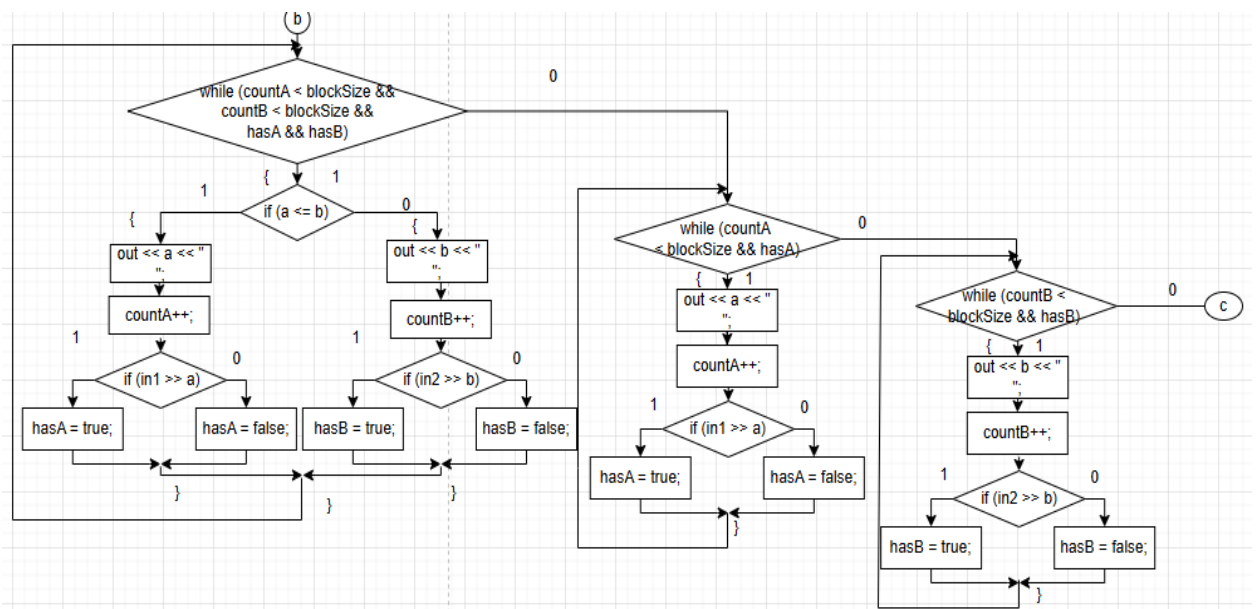 b
while (countA < blockSize &&
countB < blockSize &&
hasA && hasB)
0
{
1
if (a <= b)
1
0
{
out << a << "
";
countA++;
1
if (in1 >> a)
0
hasA = true;
hasA = false;
}
{
out << b << "
";
countB++;
1
if (in2 >> b)
0
hasB = true;
hasB = false;
}
}
while (countA
< blockSize && hasA)
0
{
1
out << a << "
";
countA++;
1
if (in1 >> a)
0
hasA = true;
hasA = false;
}
while (countB <
blockSize && hasB)
0
c
{
1
out << b << "
";
countB++;
1
if (in2 >> b)
0
hasB = true;
hasB = false;
}